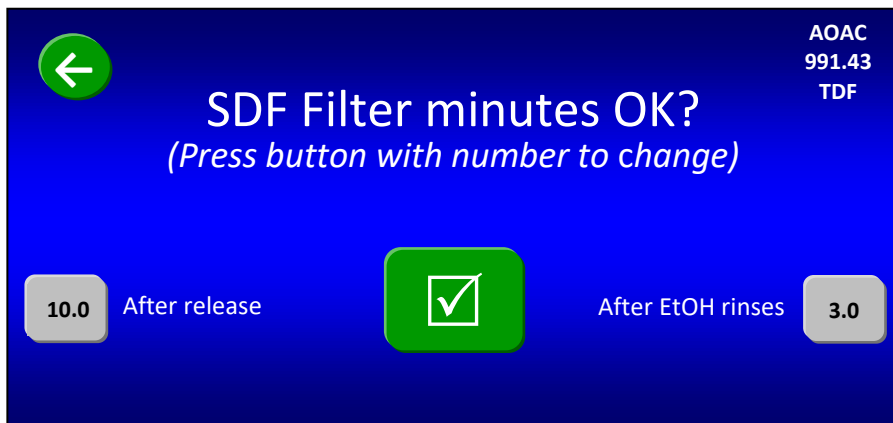 AOAC
991.43
TDF
SDF Filter minutes OK?
(Press button with number to change)
10.0 After release
After EtOH rinses 3.0